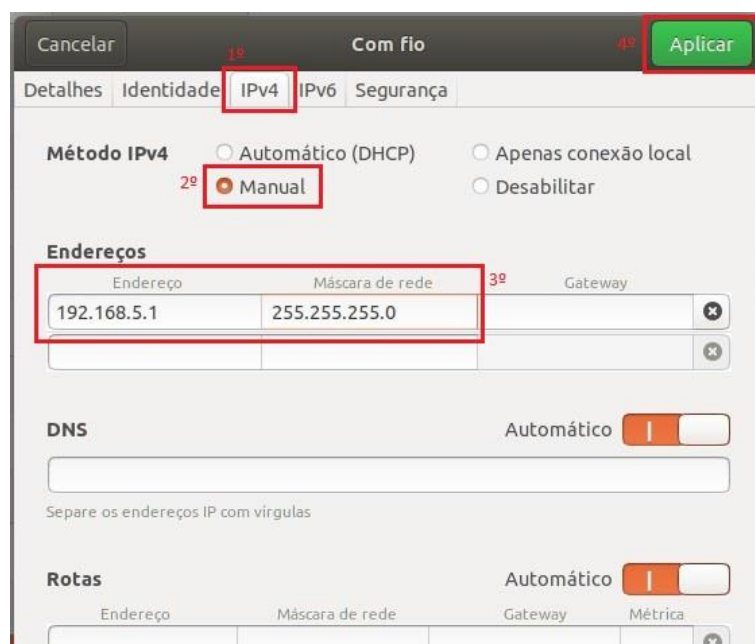 Cancelar 1º Com fio 4º Aplicar
Detalhes Identidade IPv4 IPv6 Segurança
Método IPv4 Automático (DHCP) Apenas conexão local
2º Manual Desabilitar
Endereços
Endereço Máscara de rede 3º Gateway
192.168.5.1 255.255.255.0
DNS Automático
Separe os endereços IP com vírgulas
Rotas Automático
Endereço Máscara de rede Gateway Métrica